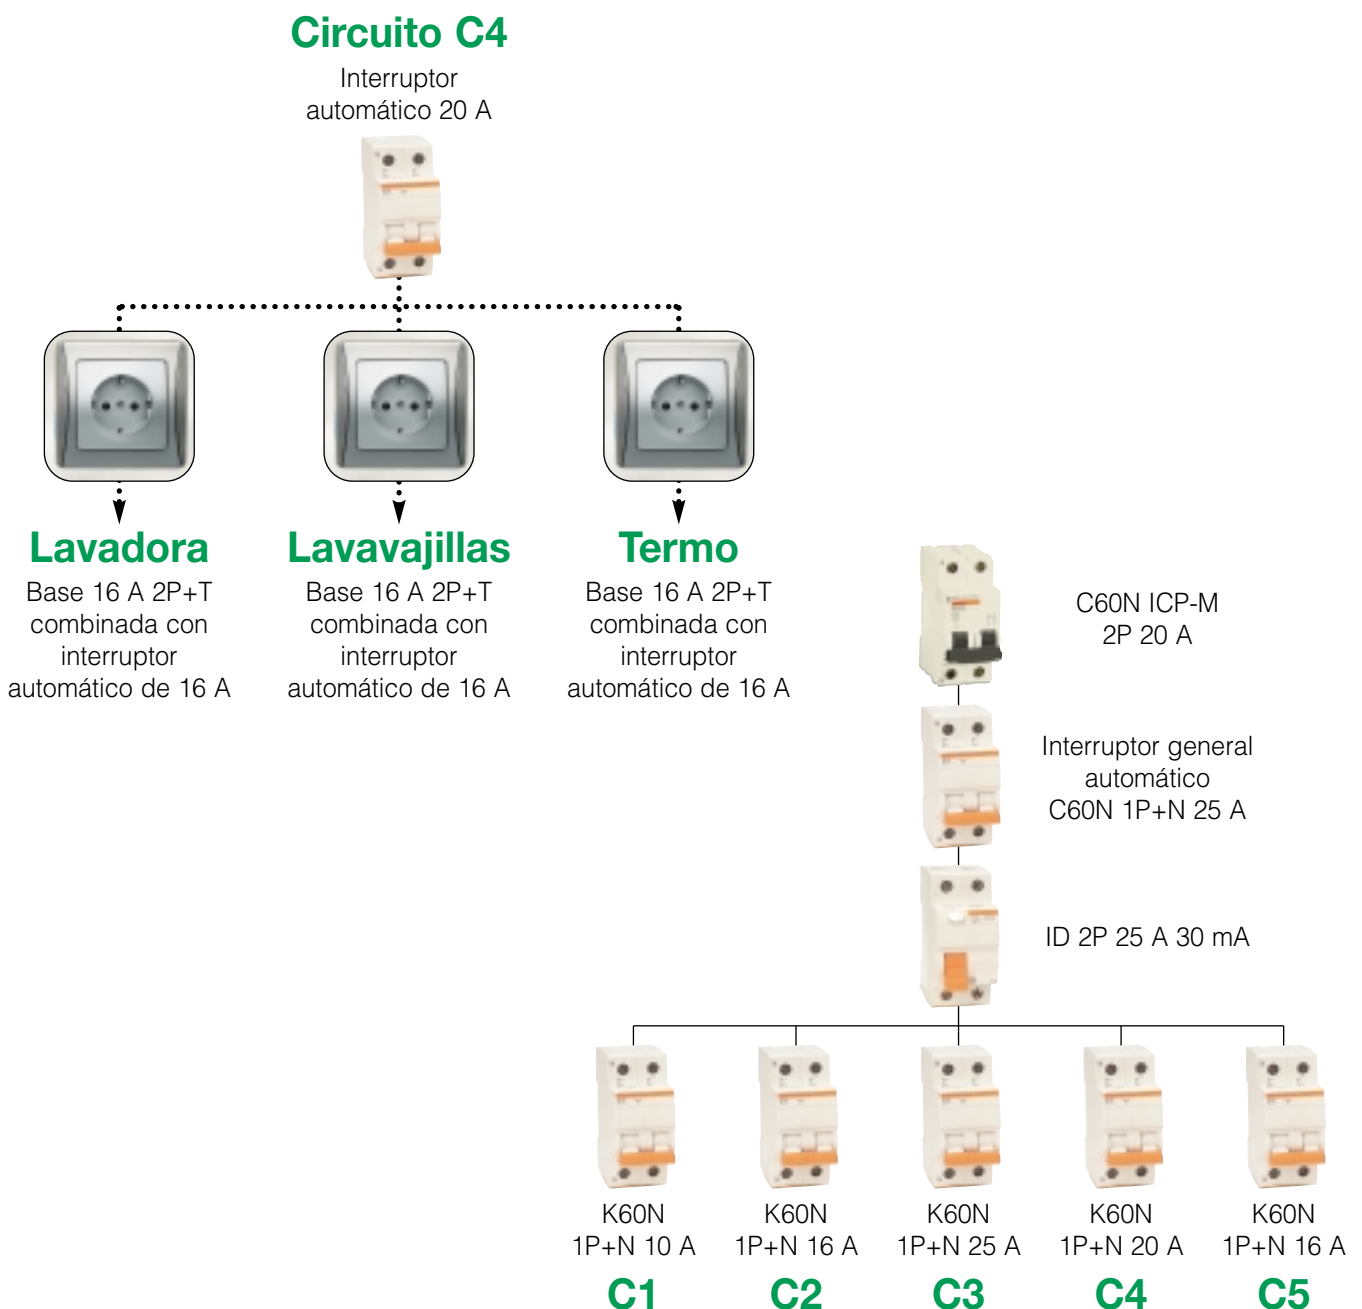 Circuito C4
Interruptor
automático 20 A
Lavadora
Base 16 A 2P+T
combinada con
interruptor
automático de 16 A
Lavavajillas
Base 16 A 2P+T
combinada con
interruptor
automático de 16 A
Termo
Base 16 A 2P+T
combinada con
interruptor
automático de 16 A
C60N ICP-M
2P 20 A
Interruptor general
automático
C60N 1P+N 25 A
ID 2P 25 A 30 mA
K60N
1P+N 10 A
C1
K60N
1P+N 16 A
C2
K60N
1P+N 25 A
C3
K60N
1P+N 20 A
C4
K60N
1P+N 16 A
C5